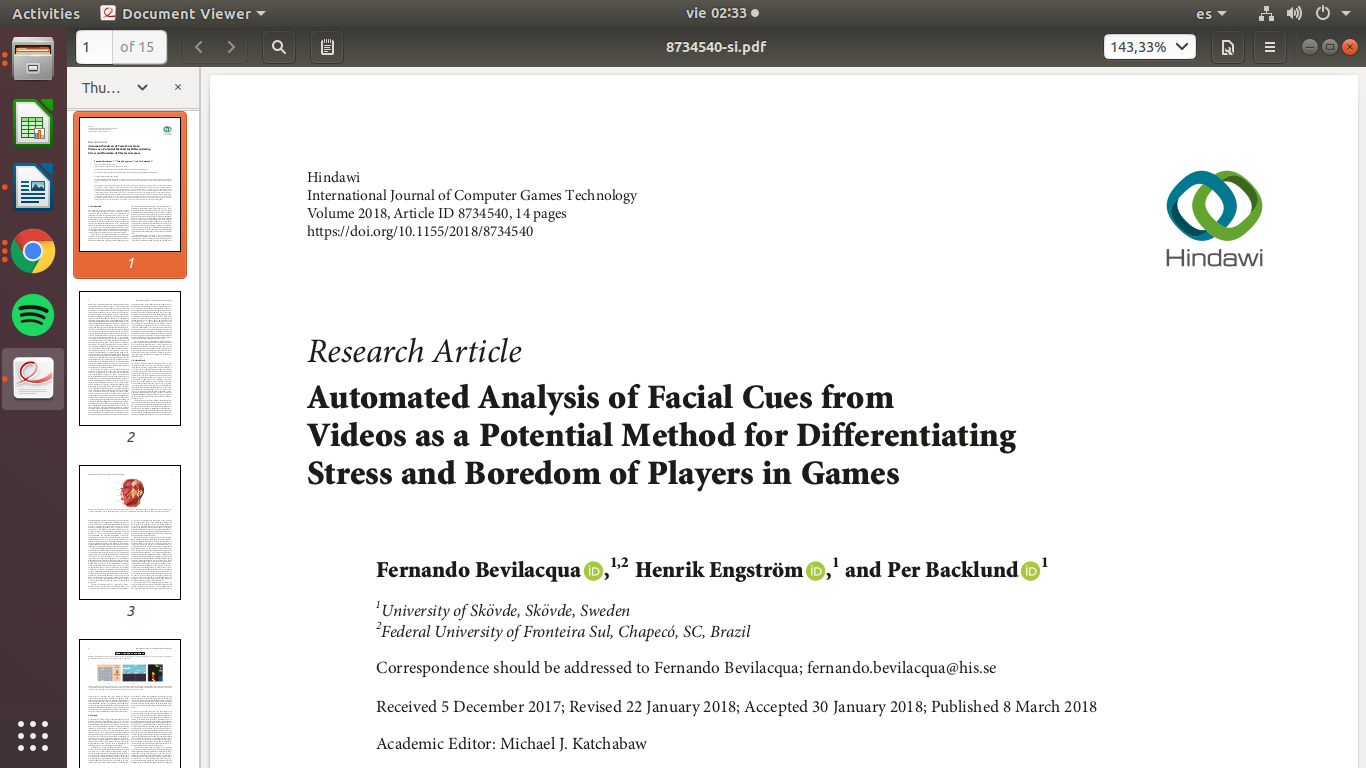 Activities
Document Viewer
vie 02:33
es
1
of 15
8734540-si.pdf
143,33%
Thu…
1
2
3
Hindawi
International Journal of Computer Games Technology
Volume 2018, Article ID 8734540, 14 pages
https://doi.org/10.1155/2018/8734540
Hindawi
Research Article
Automated Analysis of Facial Cues from
Videos as a Potential Method for Differentiating
Stress and Boredom of Players in Games
Fernando Bevilacqua iD,1,2 Henrik Engström iD,1 and Per Backlund iD 1
1University of Skövde, Skövde, Sweden
2Federal University of Fronteira Sul, Chapecó, SC, Brazil
Correspondence should be addressed to Fernando Bevilacqua; fernando.bevilacqua@his.se
Received 5 December 2017; Revised 22 January 2018; Accepted 30 January 2018; Published 8 March 2018
Academic Editor: Michael J. Katchabaw